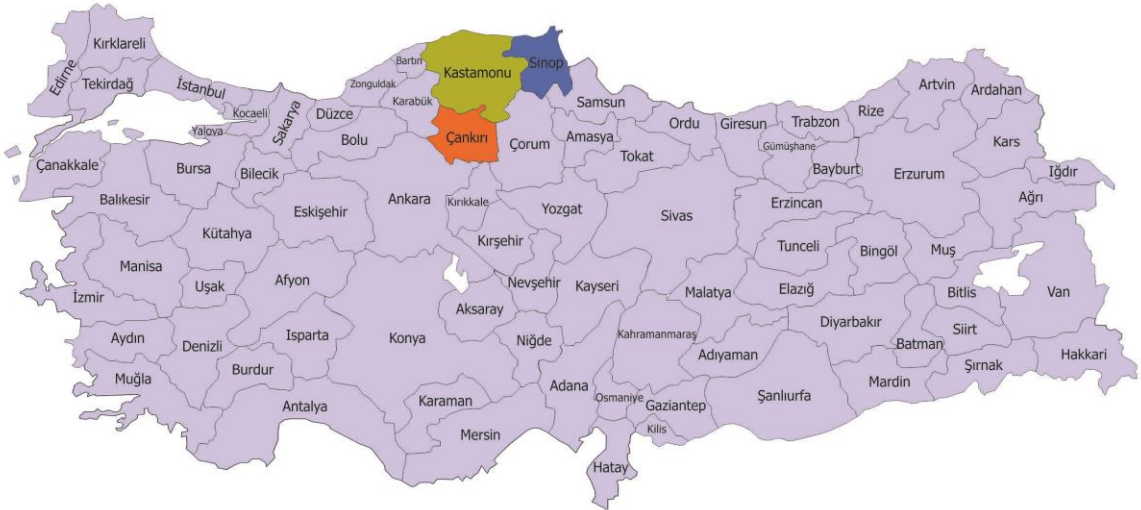 Kırklareli
Edirne
Tekirdağ
İstanbul
Kocaeli
Yalova
Sakarya
Düzce
Zonguldak
Bartın
Karabük
Kastamonu
Sinop
Çankırı
Bolu
Çorum
Samsun
Amasya
Tokat
Ordu
Giresun
Gümüşhane
Trabzon
Bayburt
Rize
Artvin
Ardahan
Kars
Iğdır
Ağrı
Erzurum
Erzincan
Çanakkale
Balıkesir
Bursa
Bilecik
Kütahya
Eskişehir
Ankara
Kırıkkale
Kırşehir
Yozgat
Sivas
Tunceli
Bingöl
Muş
Bitlis
Van
Manisa
İzmir
Uşak
Afyon
Konya
Aksaray
Nevşehir
Kayseri
Malatya
Elazığ
Diyarbakır
Batman
Siirt
Şırnak
Hakkari
Aydın
Denizli
Muğla
Burdur
Isparta
Antalya
Karaman
Mersin
Niğde
Adana
Kahramanmaraş
Osmaniye
Adıyaman
Gaziantep
Kilis
Hatay
Şanlıurfa
Mardin